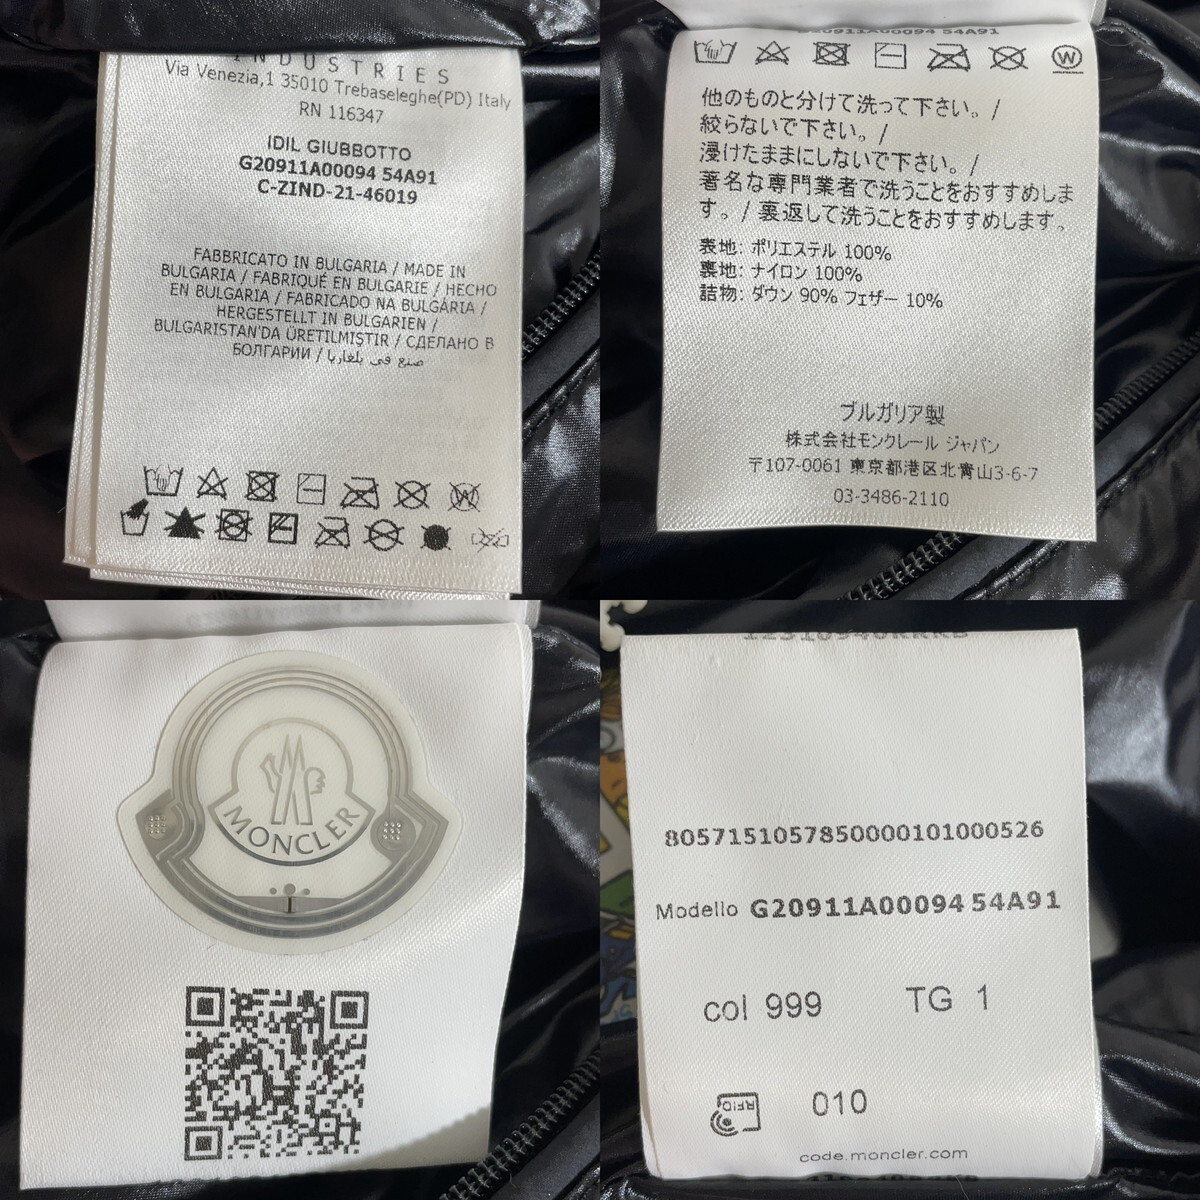 INDUSTRIES
Via Venezia,1 35010 Trebaseleghe(PD) Italy
RN 116347
IDIL GIUBBOTTO
G20911A00094 54A91
C-ZIND-21-46019
FABBRICATO IN BULGARIA / MADE IN
BULGARIA / FABRIQUÉ EN BULGARIE / HECHO
EN BULGARIA / FABRICADO NA BULGÁRIA /
HERGESTELLT IN BULGARIEN /
BULGARISTAN'DA ÜRETILMIŞTIR / СДЕЛАНО В
БОЛГАРИИ / صنع في بلغاريا
G20911A00094 54A91
他のものと分けて洗って下さい。/
絞らないで下さい。/
浸けたままにしないで下さい。/
著名な専門業者で洗うことをおすすめしま
す。/ 裏返して洗うことをおすすめします。
表地: ポリエステル 100%
裏地: ナイロン 100%
詰物: ダウン 90% フェザー 10%
ブルガリア製
株式会社モンクレール ジャパン
〒107-0061 東京都港区北青山3-6-7
03-3486-2110
G20911A00094 54A91
MONCLER
8057151057850000101000526
Modello G20911A00094 54A91
col 999 TG 1
RFID 010
code.moncler.com